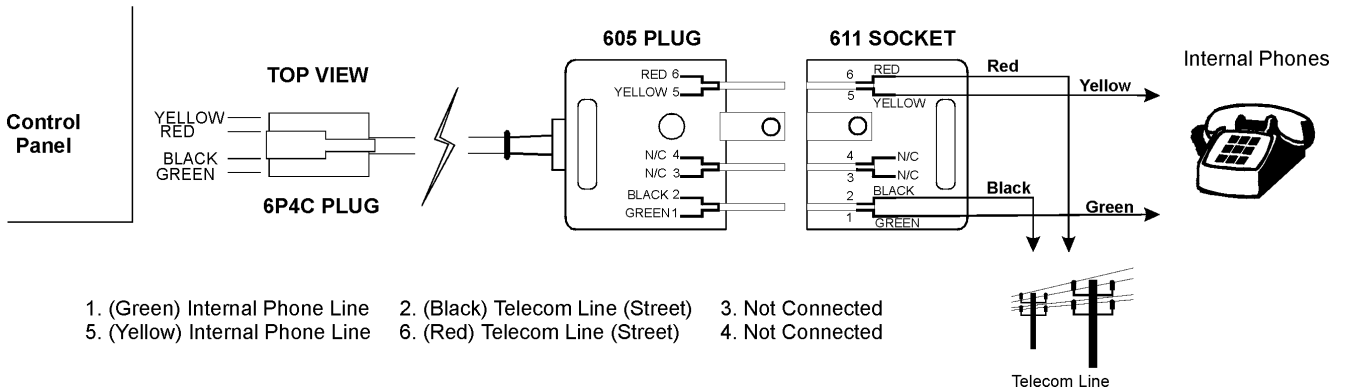 Control
Panel
TOP VIEW
YELLOW
RED
BLACK
GREEN
6P4C PLUG
605 PLUG
RED 6
YELLOW 5
N/C 4
N/C 3
BLACK 2
GREEN1
611 SOCKET
6 RED
5 YELLOW
4 N/C
3 N/C
2 BLACK
1 GREEN
Red
Yellow
Black
Green
Internal Phones
Telecom Line
1. (Green) Internal Phone Line 2. (Black) Telecom Line (Street) 3. Not Connected
5. (Yellow) Internal Phone Line 6. (Red) Telecom Line (Street) 4. Not Connected